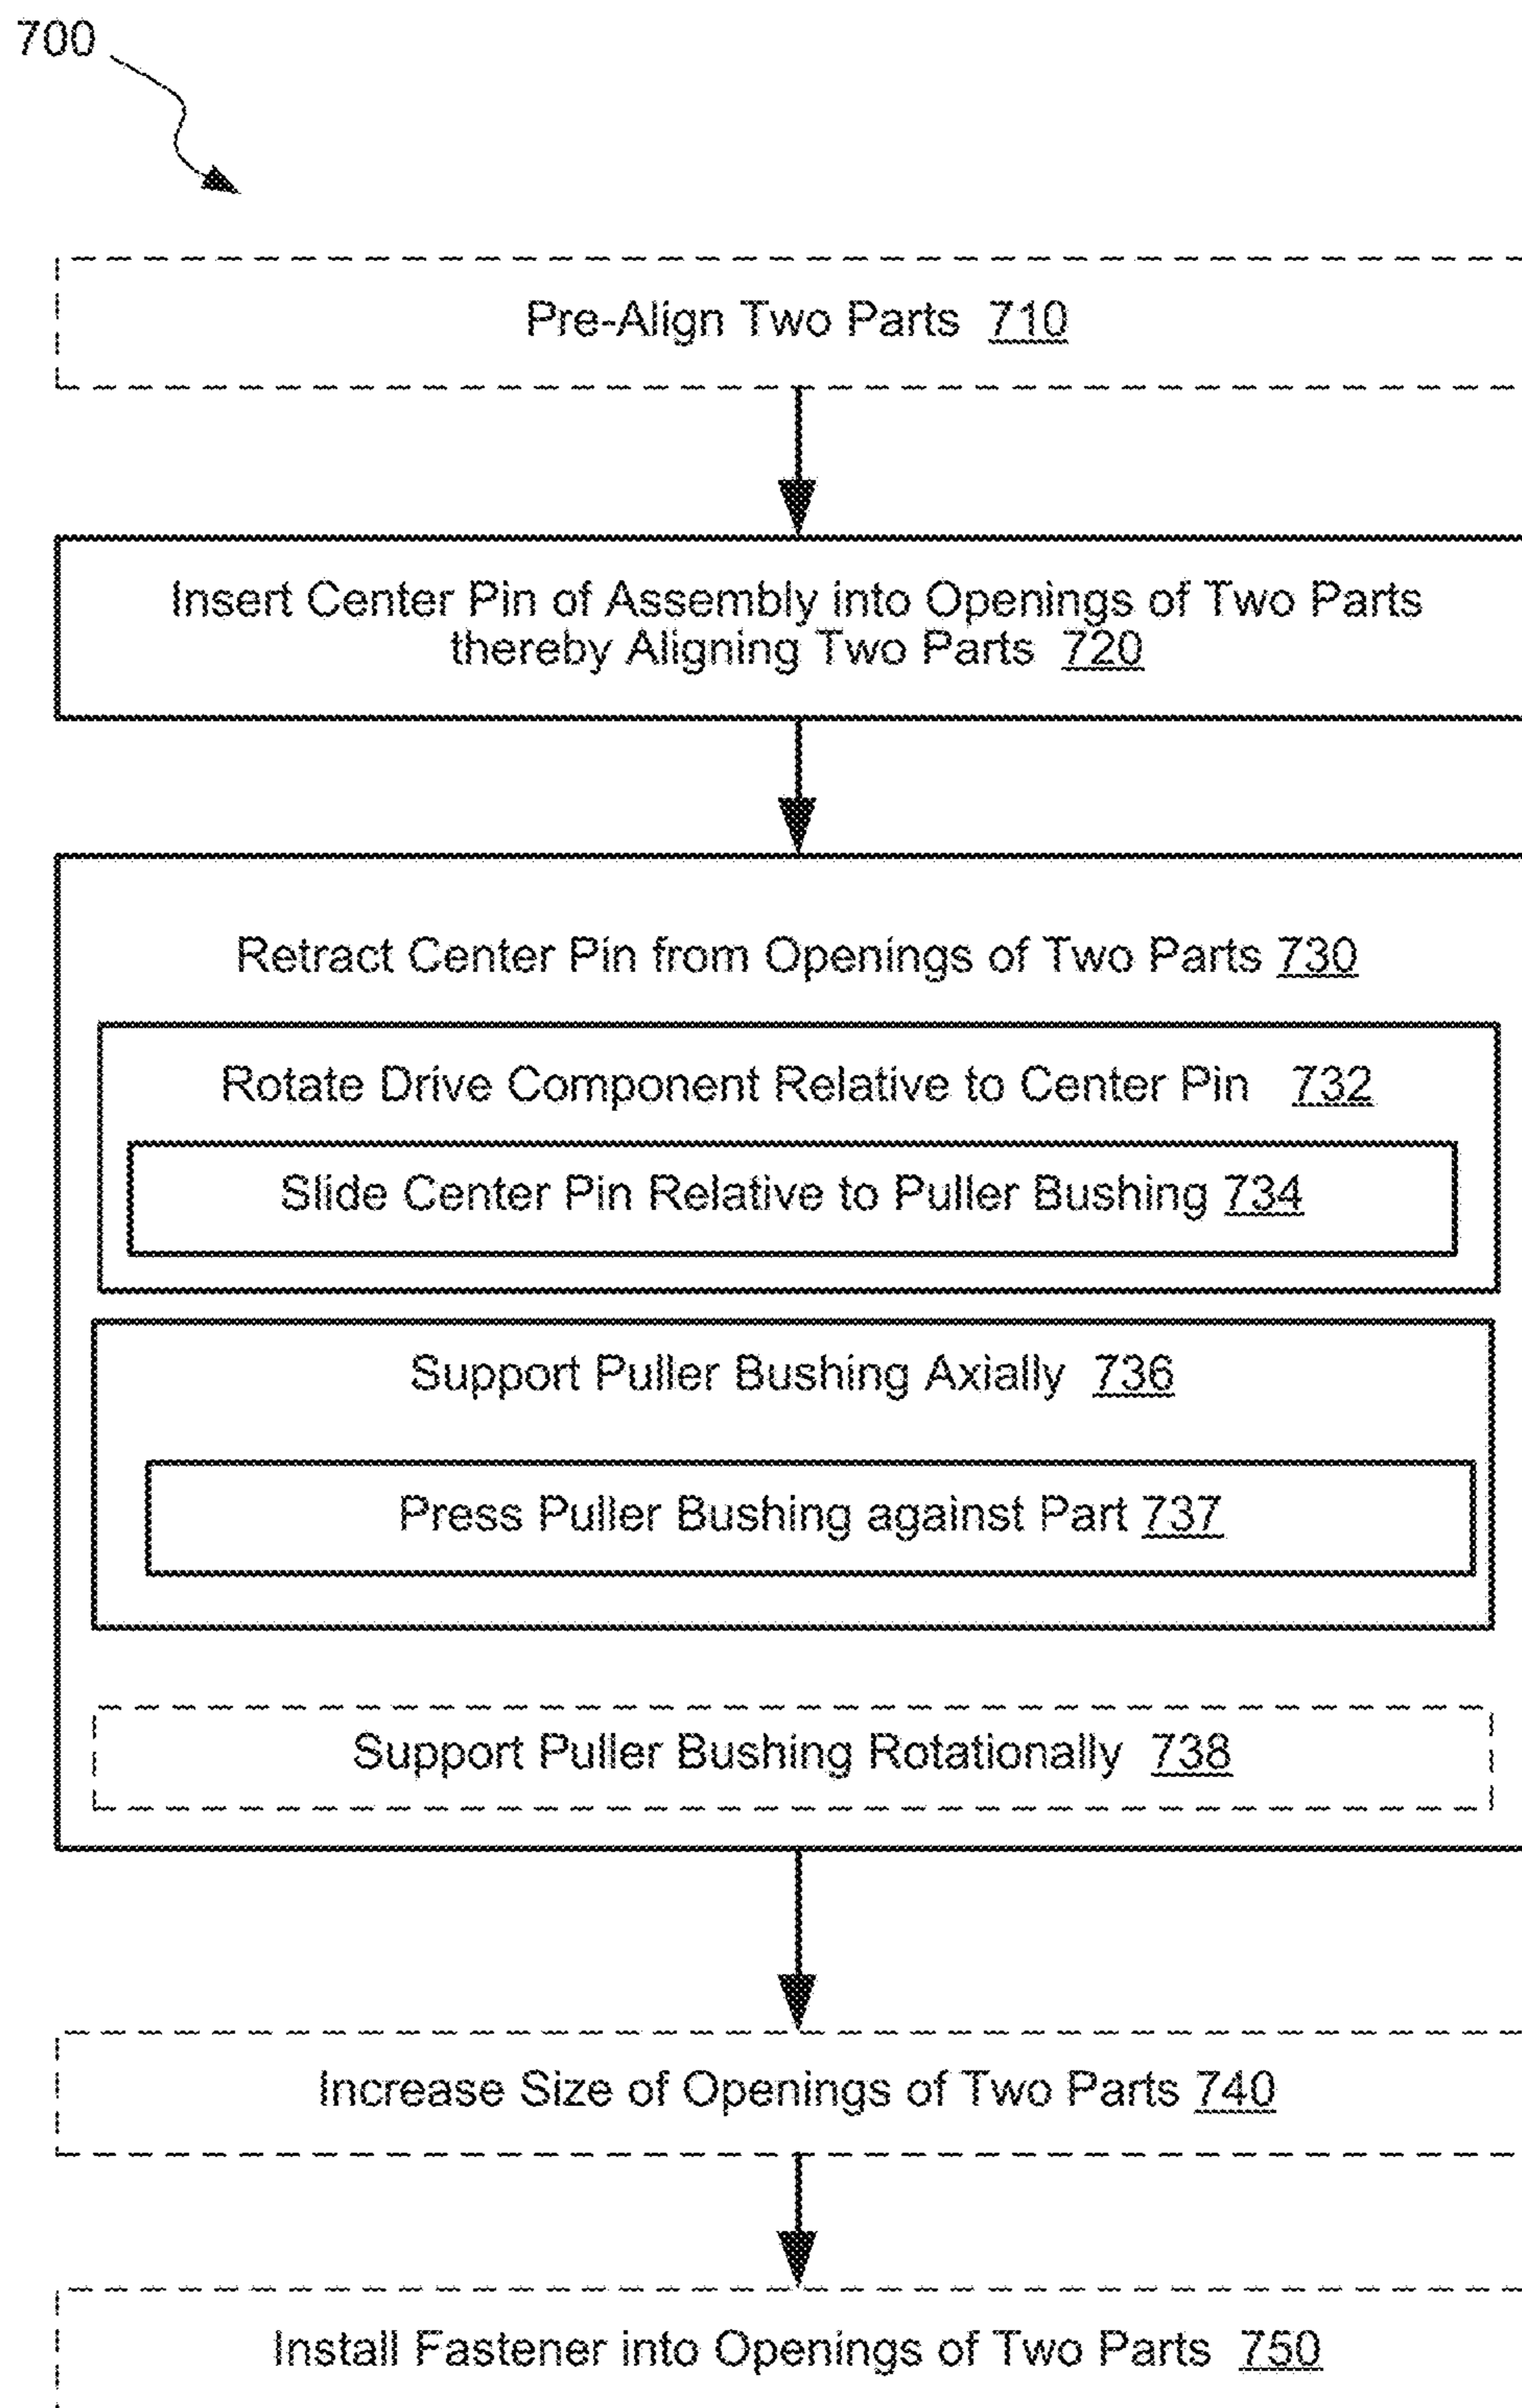 700
Pre-Align Two Parts 710
Insert Center Pin of Assembly into Openings of Two Parts
thereby Aligning Two Parts 720
Retract Center Pin from Openings of Two Parts 730
Rotate Drive Component Relative to Center Pin 732
Slide Center Pin Relative to Puller Bushing 734
Support Puller Bushing Axially 736
Press Puller Bushing against Part 737
Support Puller Bushing Rotationally 738
Increase Size of Openings of Two Parts 740
Install Fastener into Openings of Two Parts 750